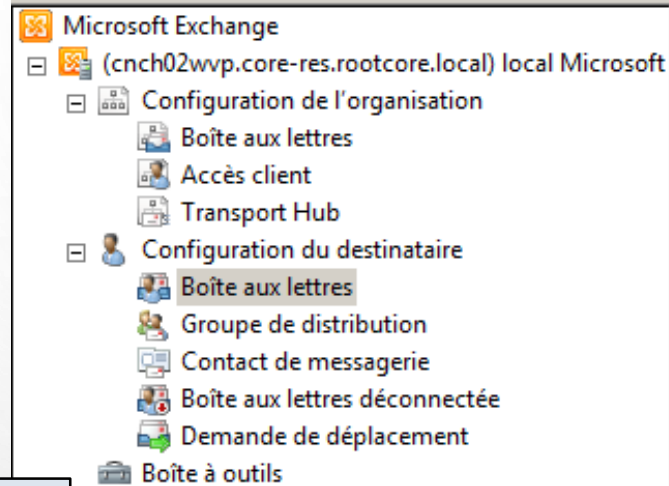 Microsoft Exchange
(cnch02wvp.core-res.rootcore.local) local Microsoft
Configuration de l'organisation
Boîte aux lettres
Accès client
Transport Hub
Configuration du destinataire
Boîte aux lettres
Groupe de distribution
Contact de messagerie
Boîte aux lettres déconnectée
Demande de déplacement
Boîte à outils